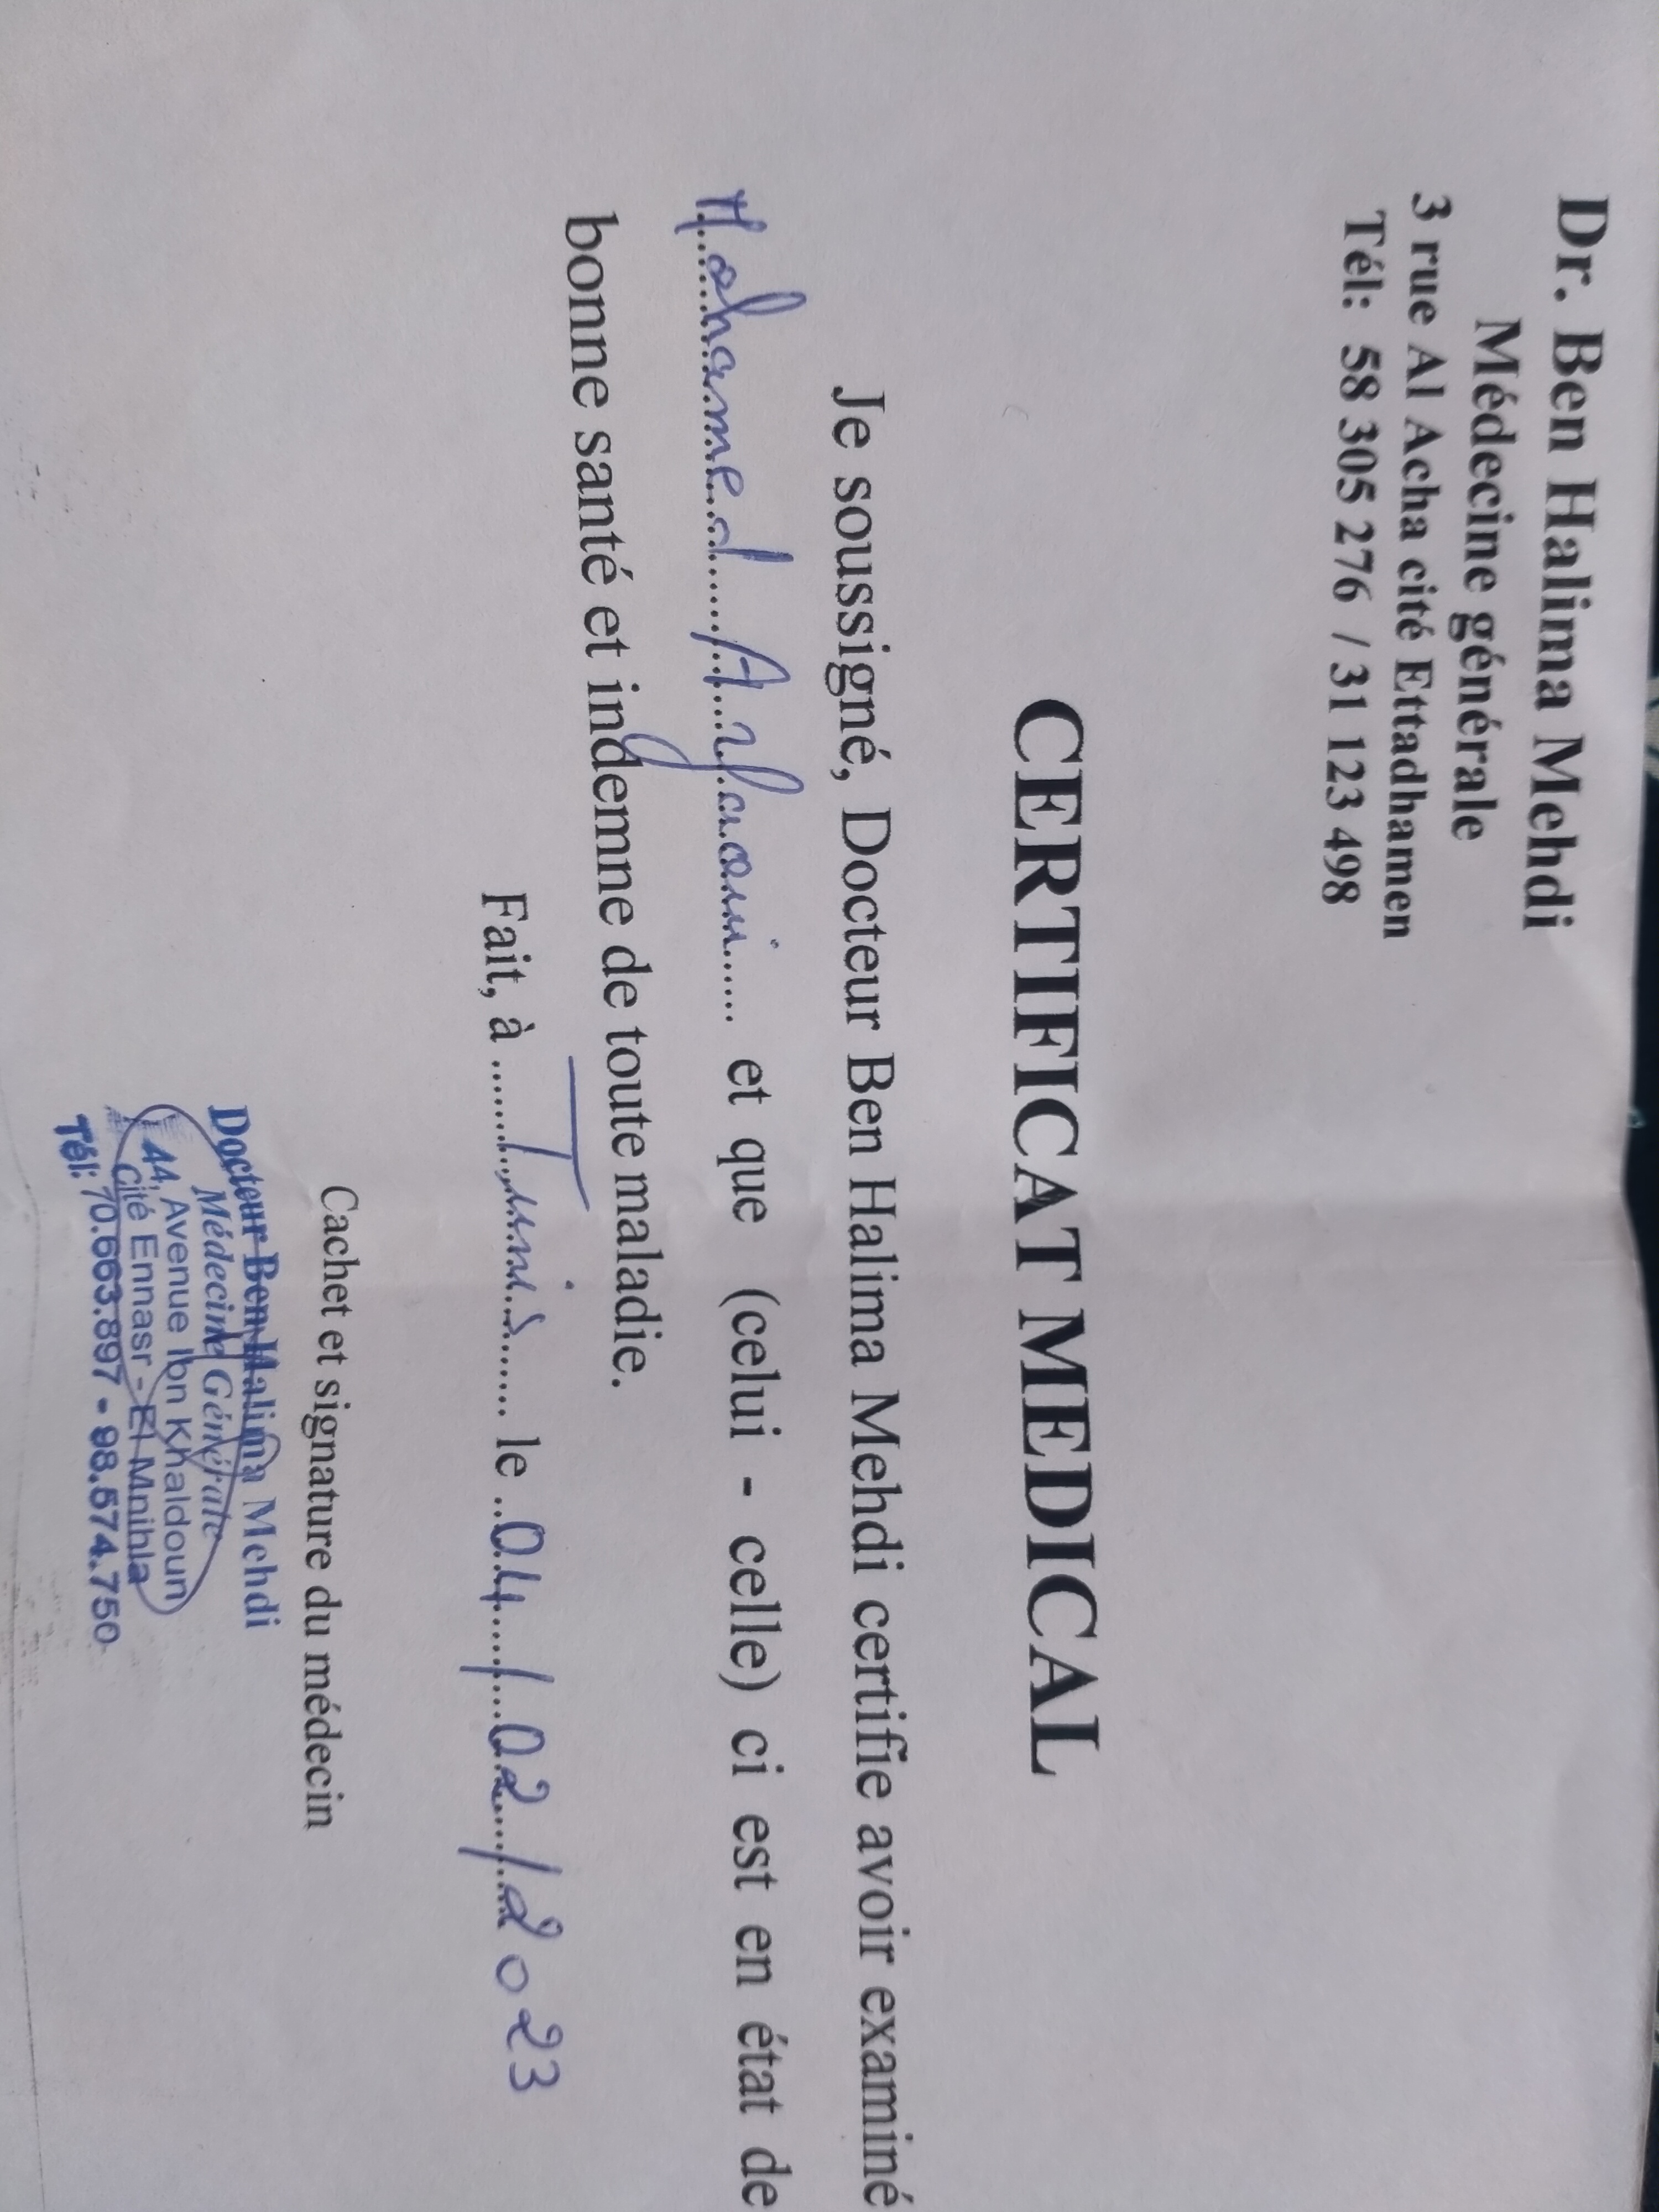 Dr. Ben Halima Mehdi
Médecine générale
3 rue Al Acha cité Ettadhamen
Tél: 58 305 276 / 31 123 498
CERTIFICAT MEDICAL
Je soussigné, Docteur Ben Halima Mehdi certifie avoir examiné
Mohamed et que (celui - celle) ci est en état de
bonne santé et indemne de toute maladie.
Fait, à Tunis le 04/02/2023
Cachet et signature du médecin
Docteur Ben Halima Mehdi
Médecine Générale
44, Avenue Ibn Khaldoun
Cité Ennasr - El Mnihla
Tél: 70.663.897 - 98.574.750